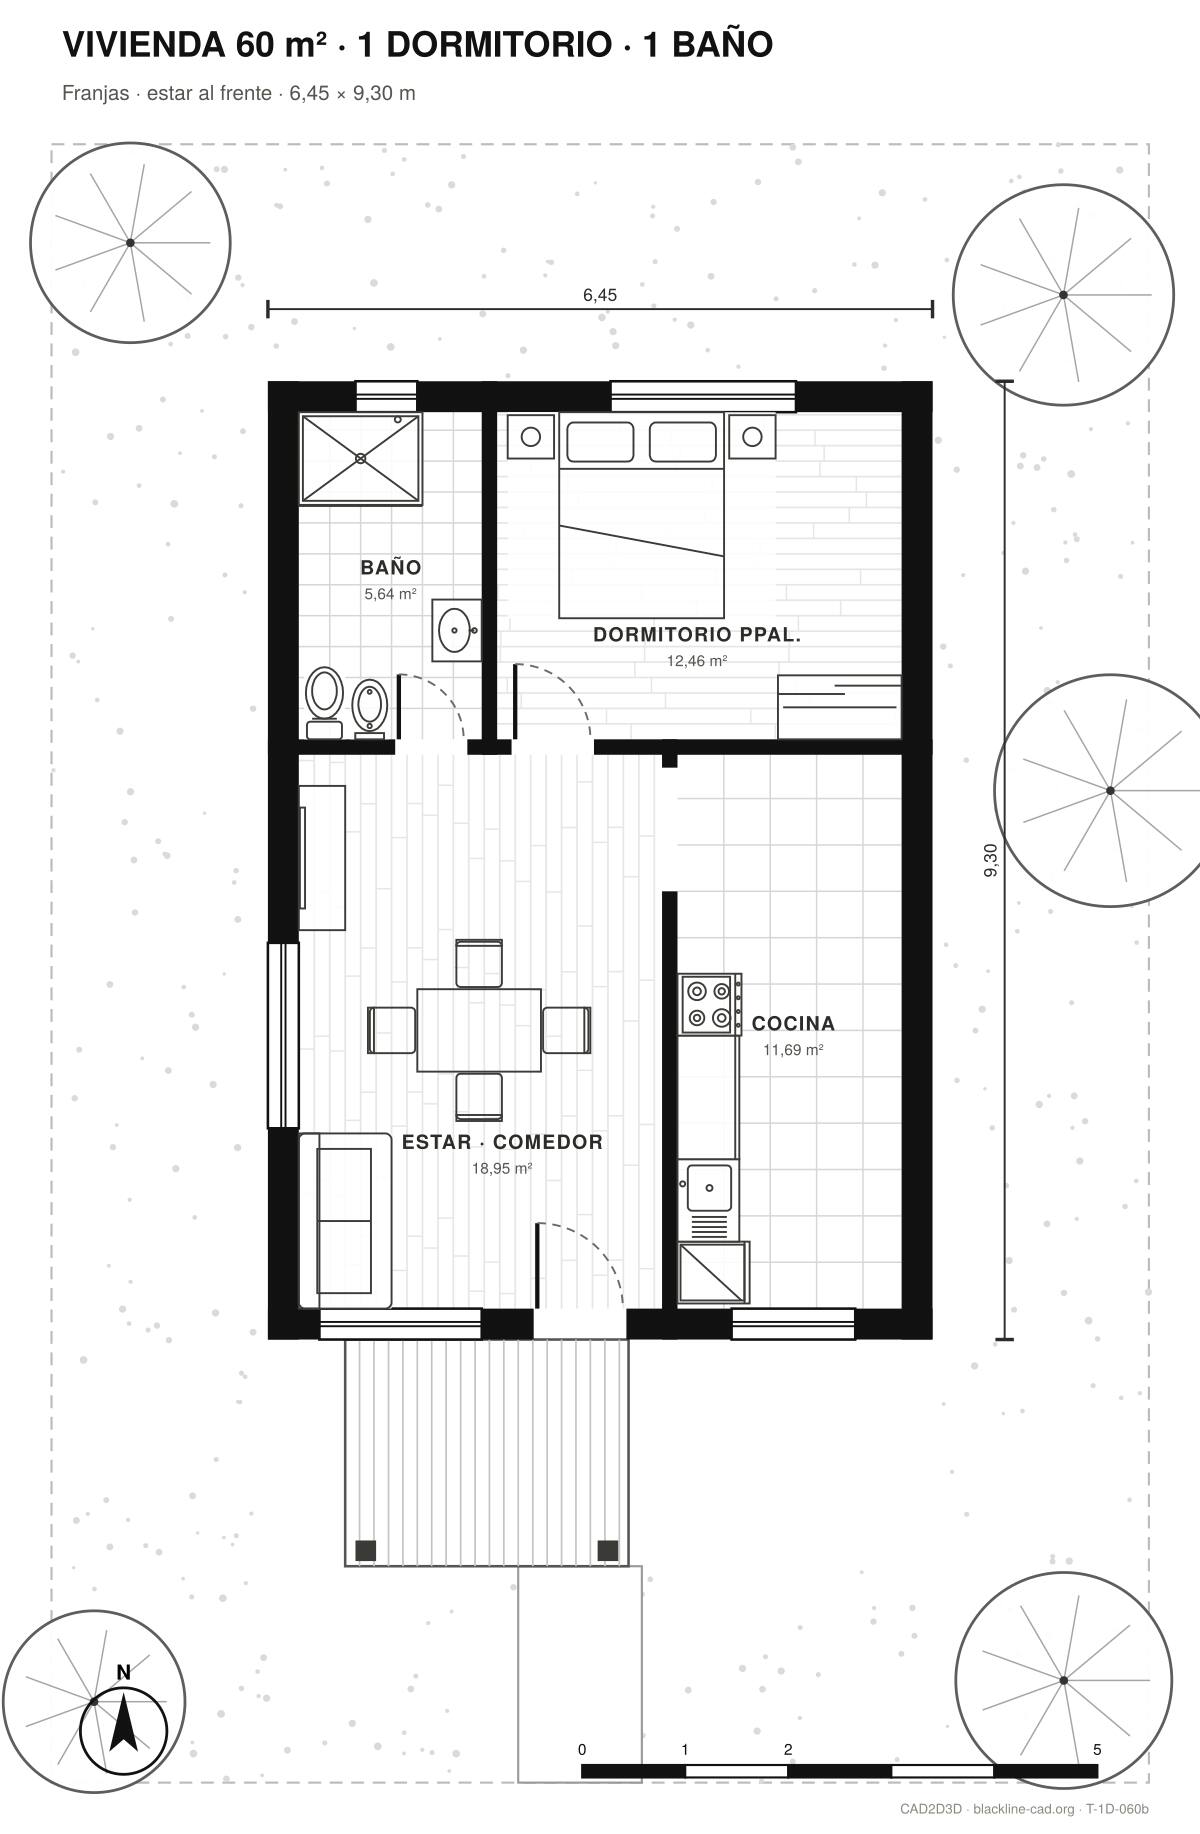 VIVIENDA 60 m² · 1 DORMITORIO · 1 BAÑO
Franjas · estar al frente · 6,45 × 9,30 m
6,45
BAÑO
5,64 m²
DORMITORIO PPAL.
12,46 m²
9,30
COCINA
11,69 m²
ESTAR · COMEDOR
18,95 m²
N
0 1 2 5
CAD2D3D · blackline-cad.org · T-1D-060b